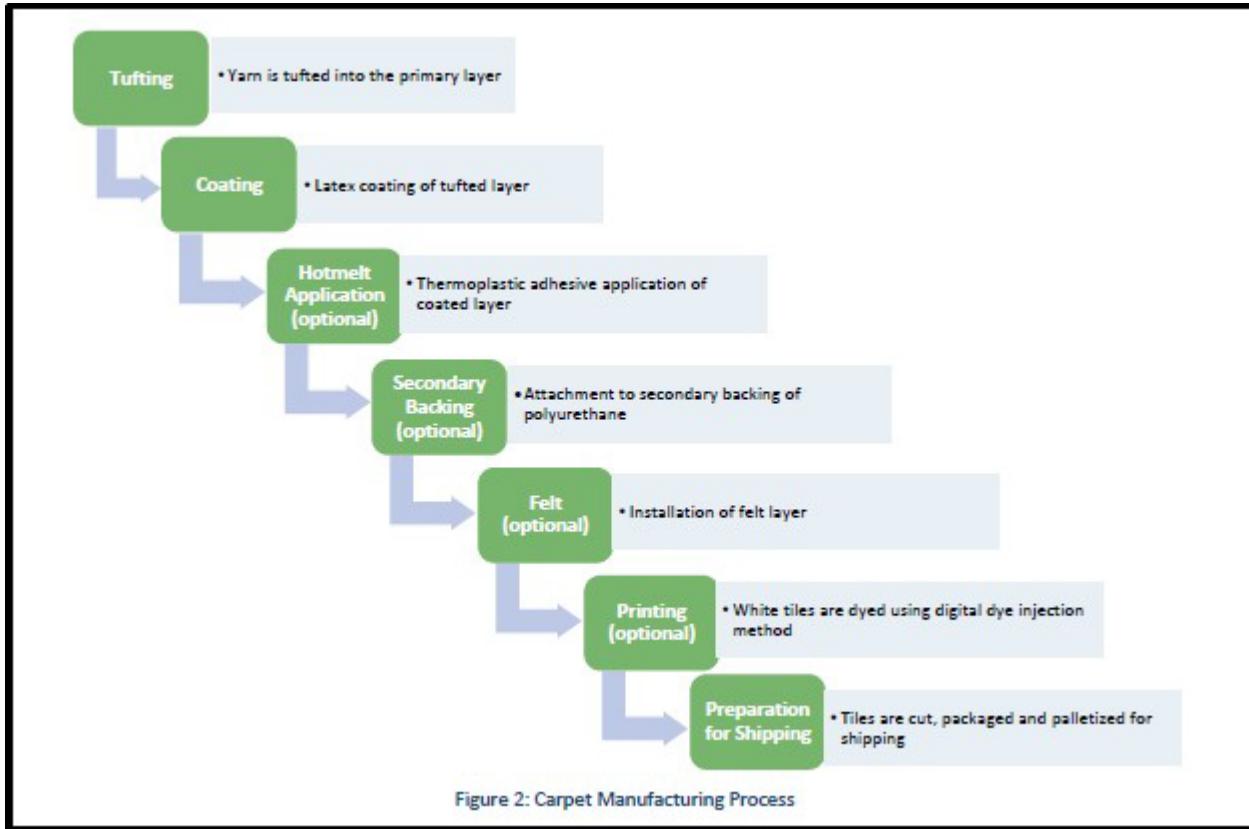 Tufting
• Yarn is tufted into the primary layer
Coating
• Latex coating of tufted layer
Hotmelt
Application
(optional)
• Thermoplastic adhesive application of
coated layer
Secondary
Backing
(optional)
• Attachment to secondary backing of
polyurethane
Felt
(optional)
• Installation of felt layer
Printing
(optional)
• White tiles are dyed using digital dye injection
method
Preparation
for Shipping
• Tiles are cut, packaged and palletized for
shipping
Figure 2: Carpet Manufacturing Process